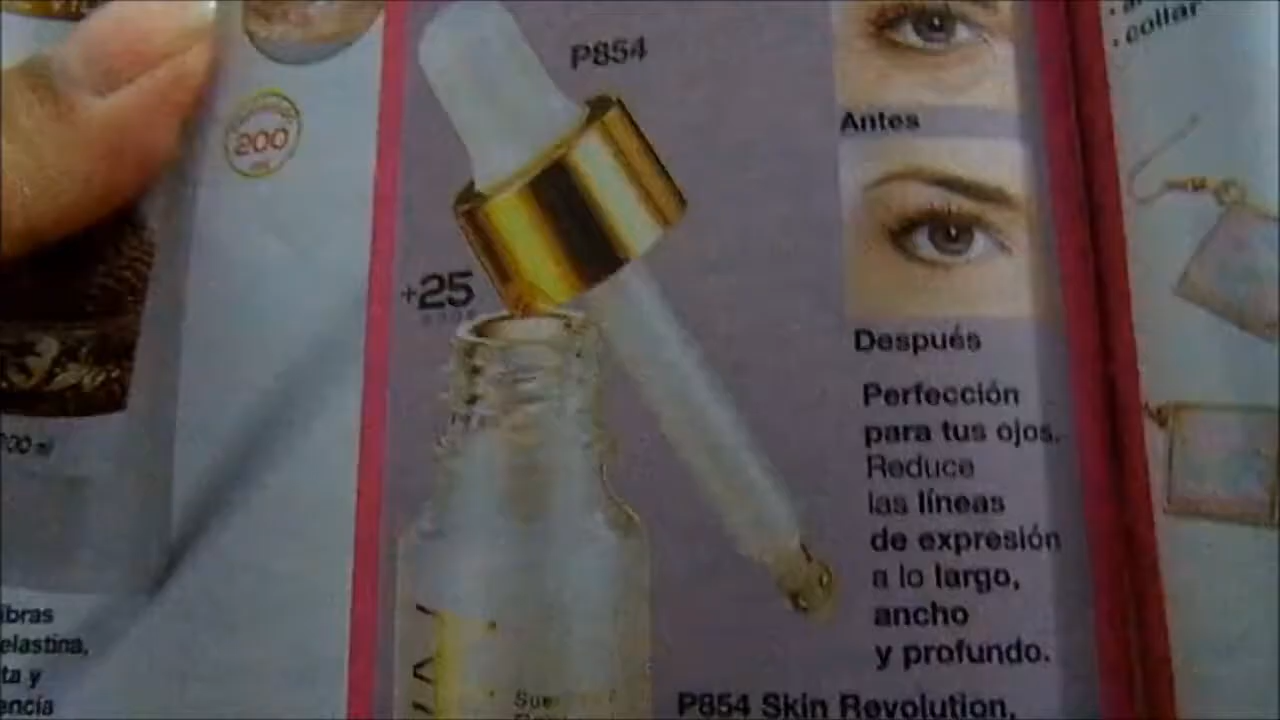 200
P854
+25
Antes
Después
Perfección
para tus ojos.
Reduce
las líneas
de expresión
a lo largo,
ancho
y profundo.
P854 Skin Revolution,
collar
elastina,
ta y